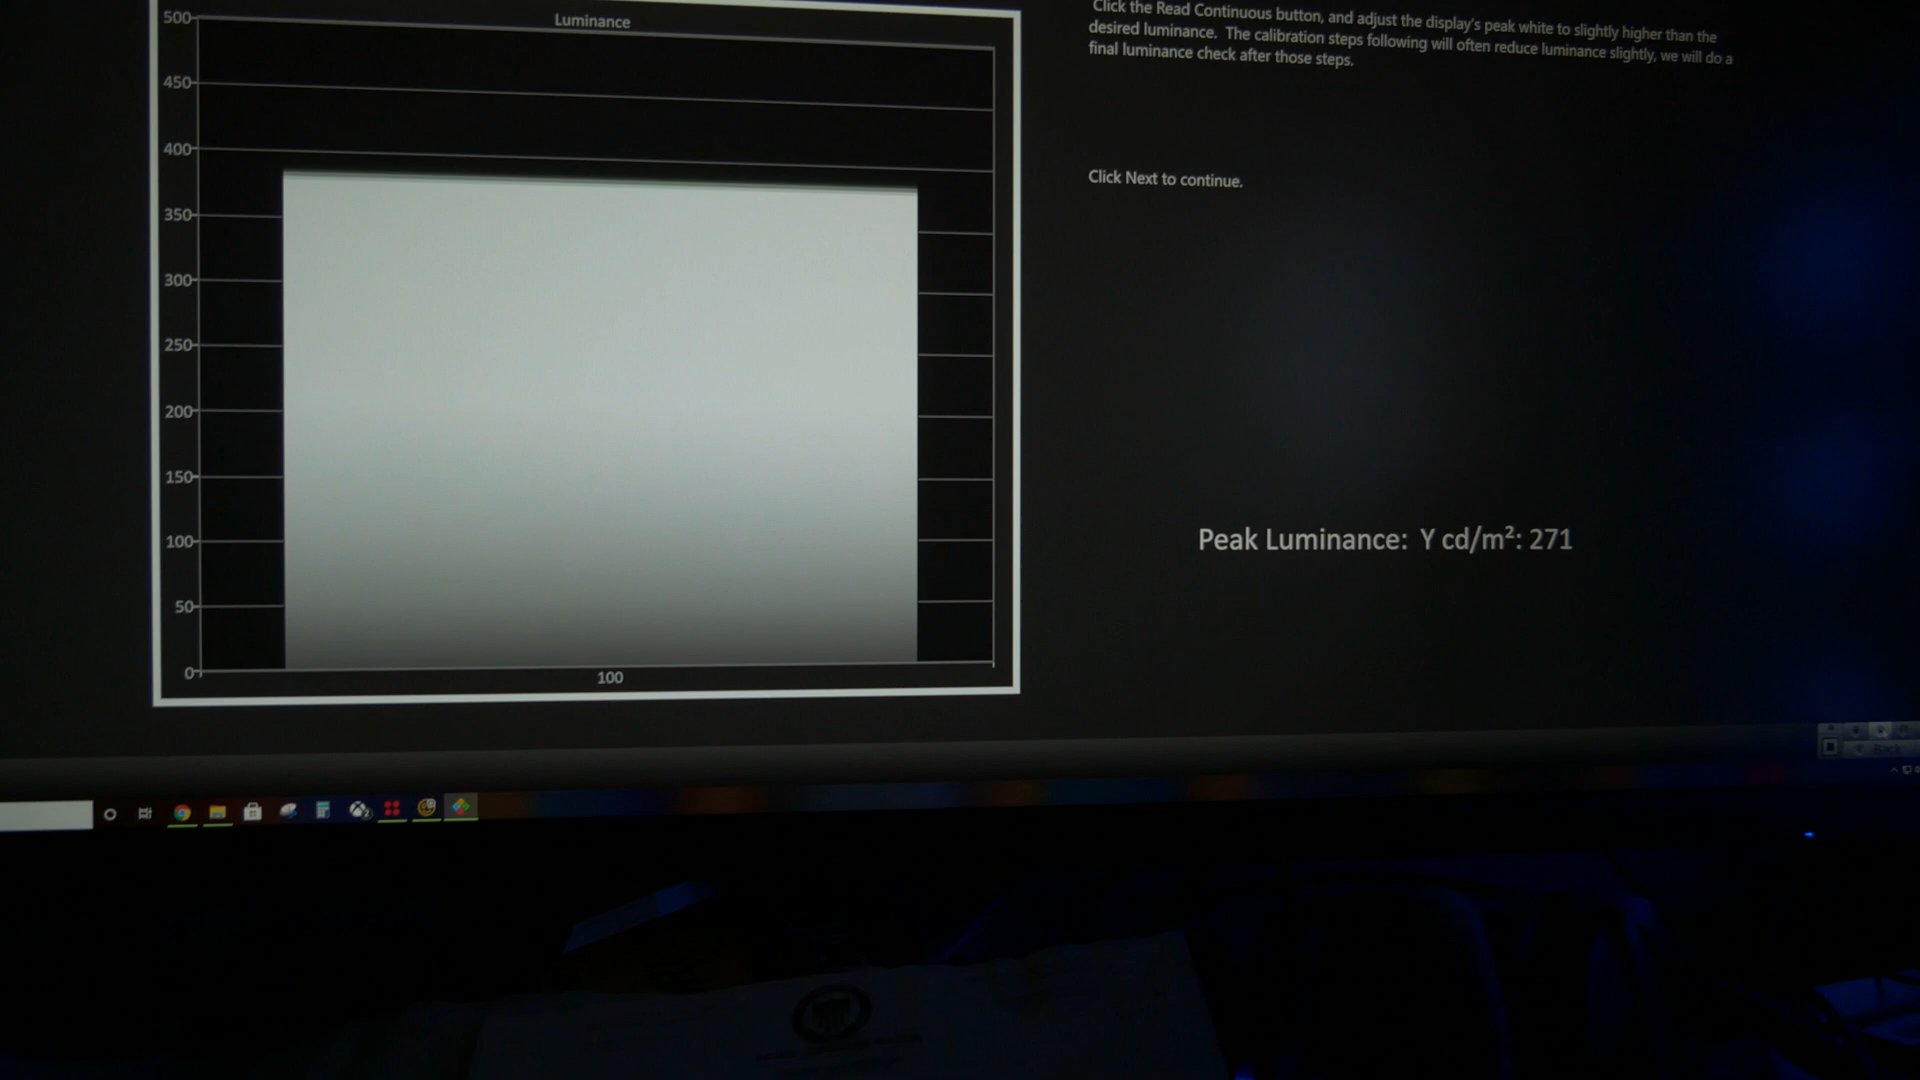 Luminance
500
450
400
350
300
250
200
150
100
50
0
100
Click the Read Continuous button, and adjust the display's peak white to slightly higher than the
desired luminance. The calibration steps following will often reduce luminance slightly, we will do a
final luminance check after those steps.
Click Next to continue.
Peak Luminance: Y cd/m²: 271
Back